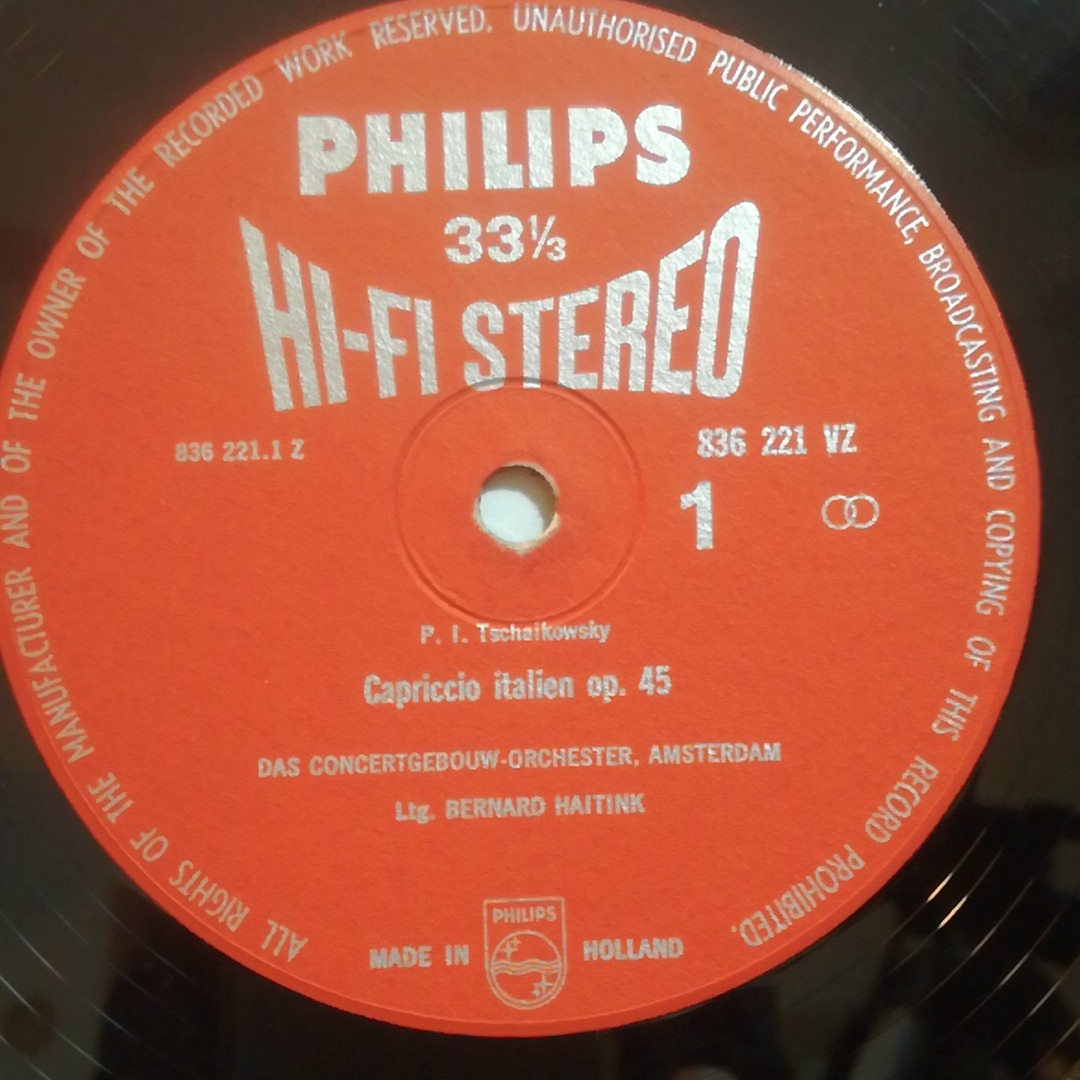 ALL RIGHTS OF THE MANUFACTURER AND OF THE OWNER OF THE RECORDED WORK RESERVED. UNAUTHORISED PUBLIC PERFORMANCE, BROADCASTING AND COPYING OF THIS RECORD PROHIBITED.
PHILIPS
33⅓
HI-FI STEREO
836 221.1 Z
836 221 VZ
1
P. I. Tschaikowsky
Capriccio italien op. 45
DAS CONCERTGEBOUW-ORCHESTER, AMSTERDAM
Ltg. BERNARD HAITINK
PHILIPS
MADE IN HOLLAND